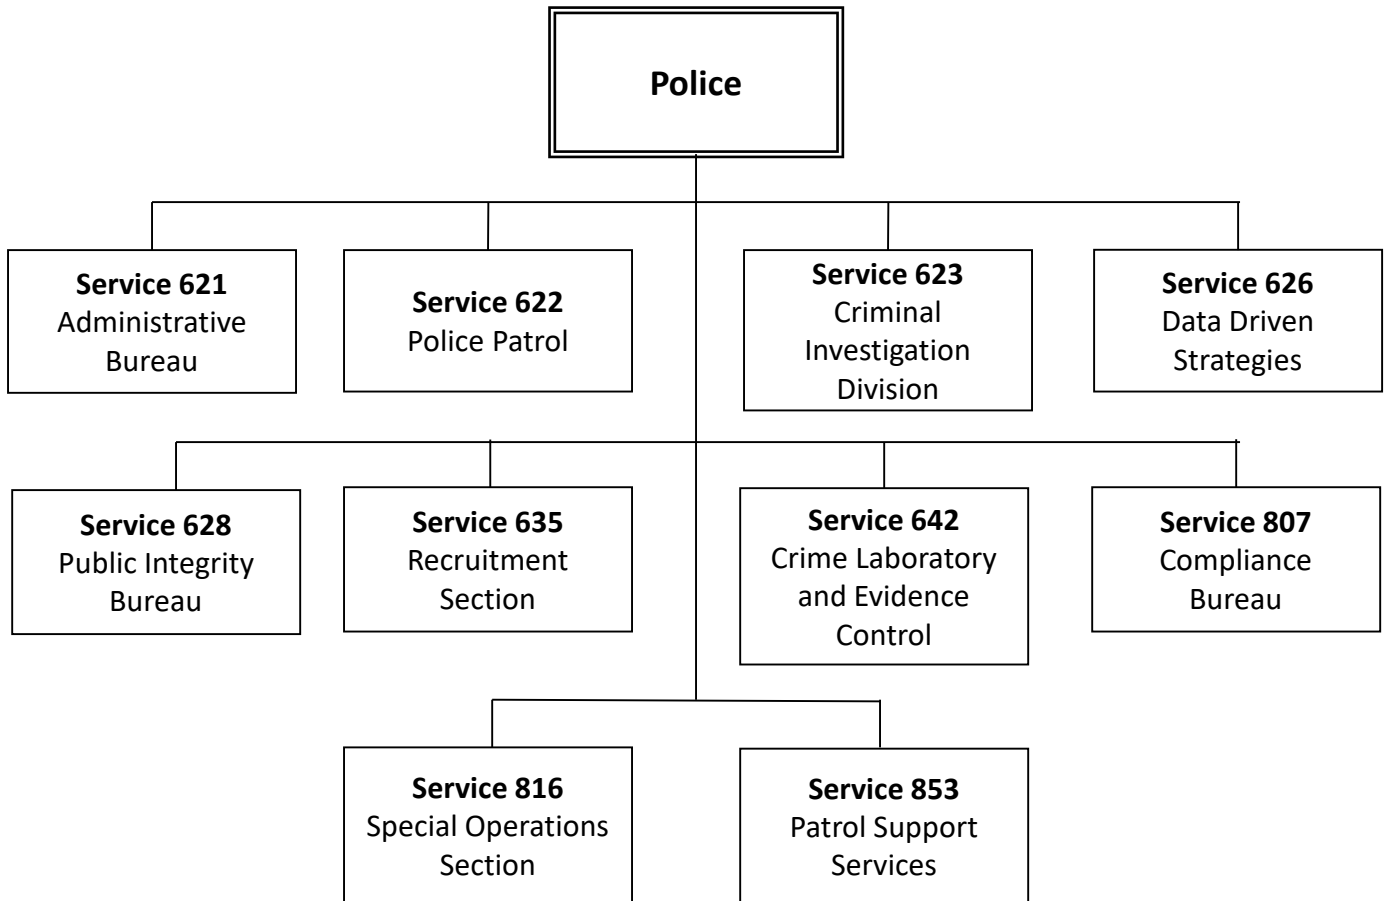 Police
Service 621
Administrative
Bureau
Service 622
Police Patrol
Service 623
Criminal
Investigation
Division
Service 626
Data Driven
Strategies
Service 628
Public Integrity
Bureau
Service 635
Recruitment
Section
Service 642
Crime Laboratory
and Evidence
Control
Service 807
Compliance
Bureau
Service 816
Special Operations
Section
Service 853
Patrol Support
Services